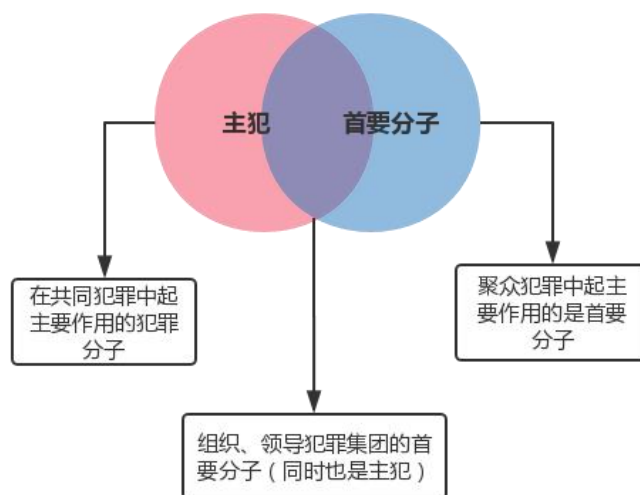 主犯
首要分子
在共同犯罪中起
主要作用的犯罪
分子
聚众犯罪中起主
要作用的是首要
分子
组织、领导犯罪集团的首
要分子（同时也是主犯）